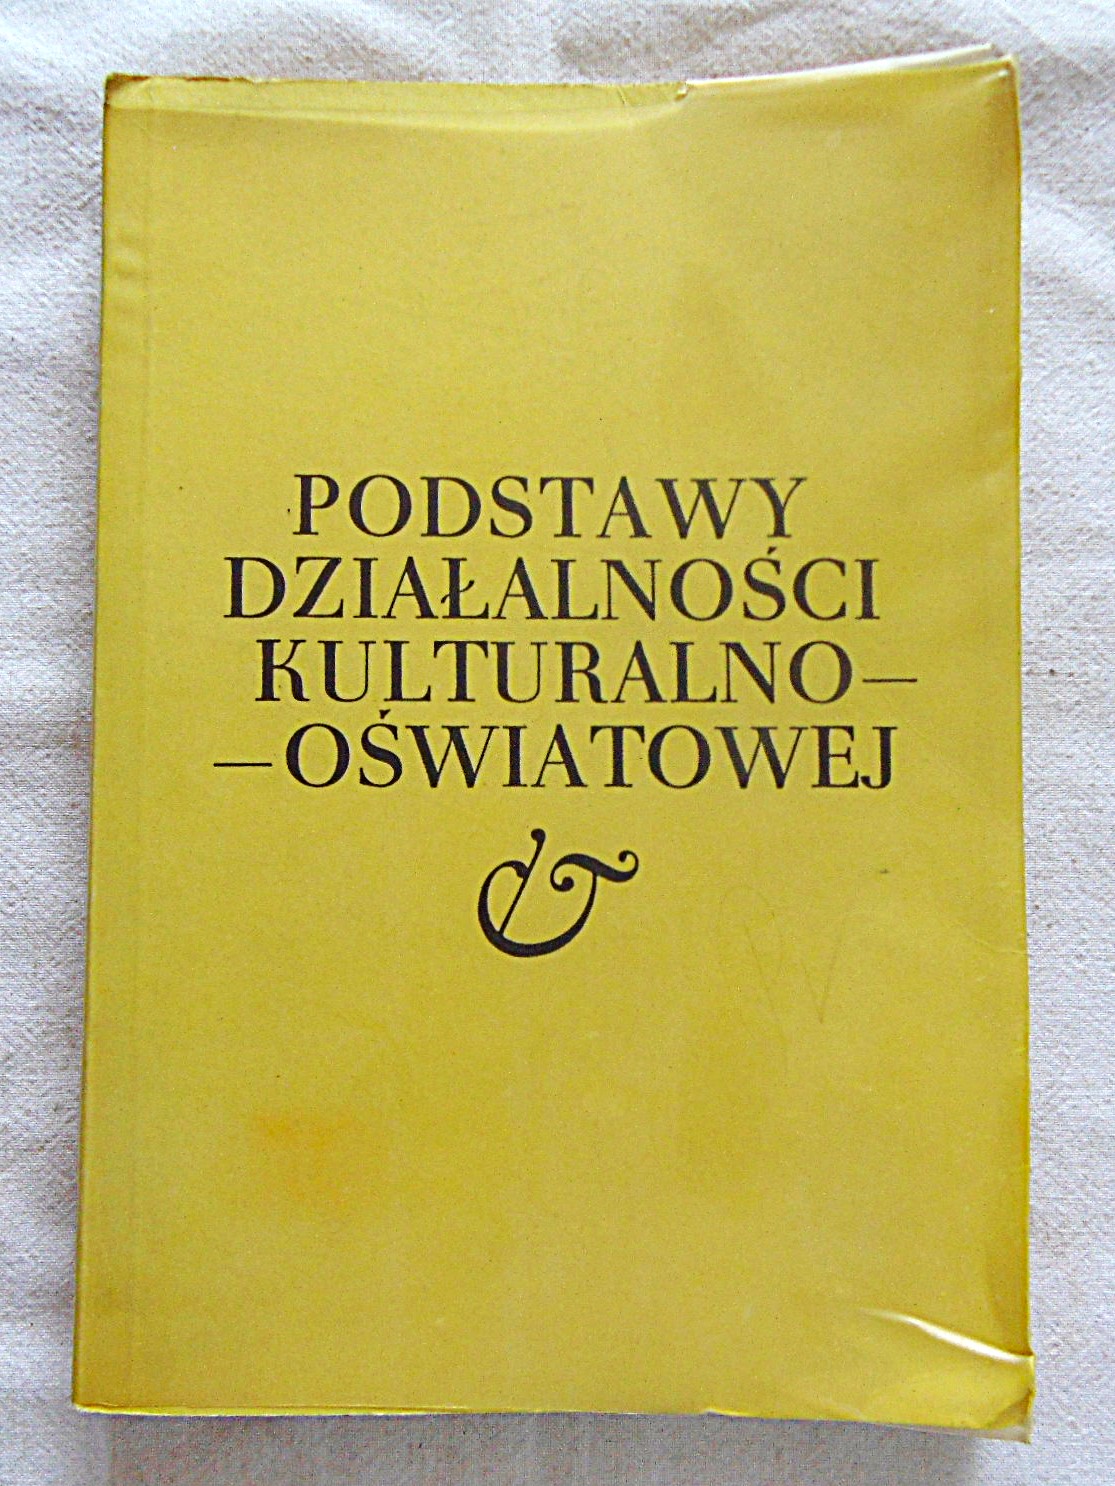 PODSTAWY
DZIAŁALNOŚCI
KULTURALNO—
—OŚWIATOWEJ
&